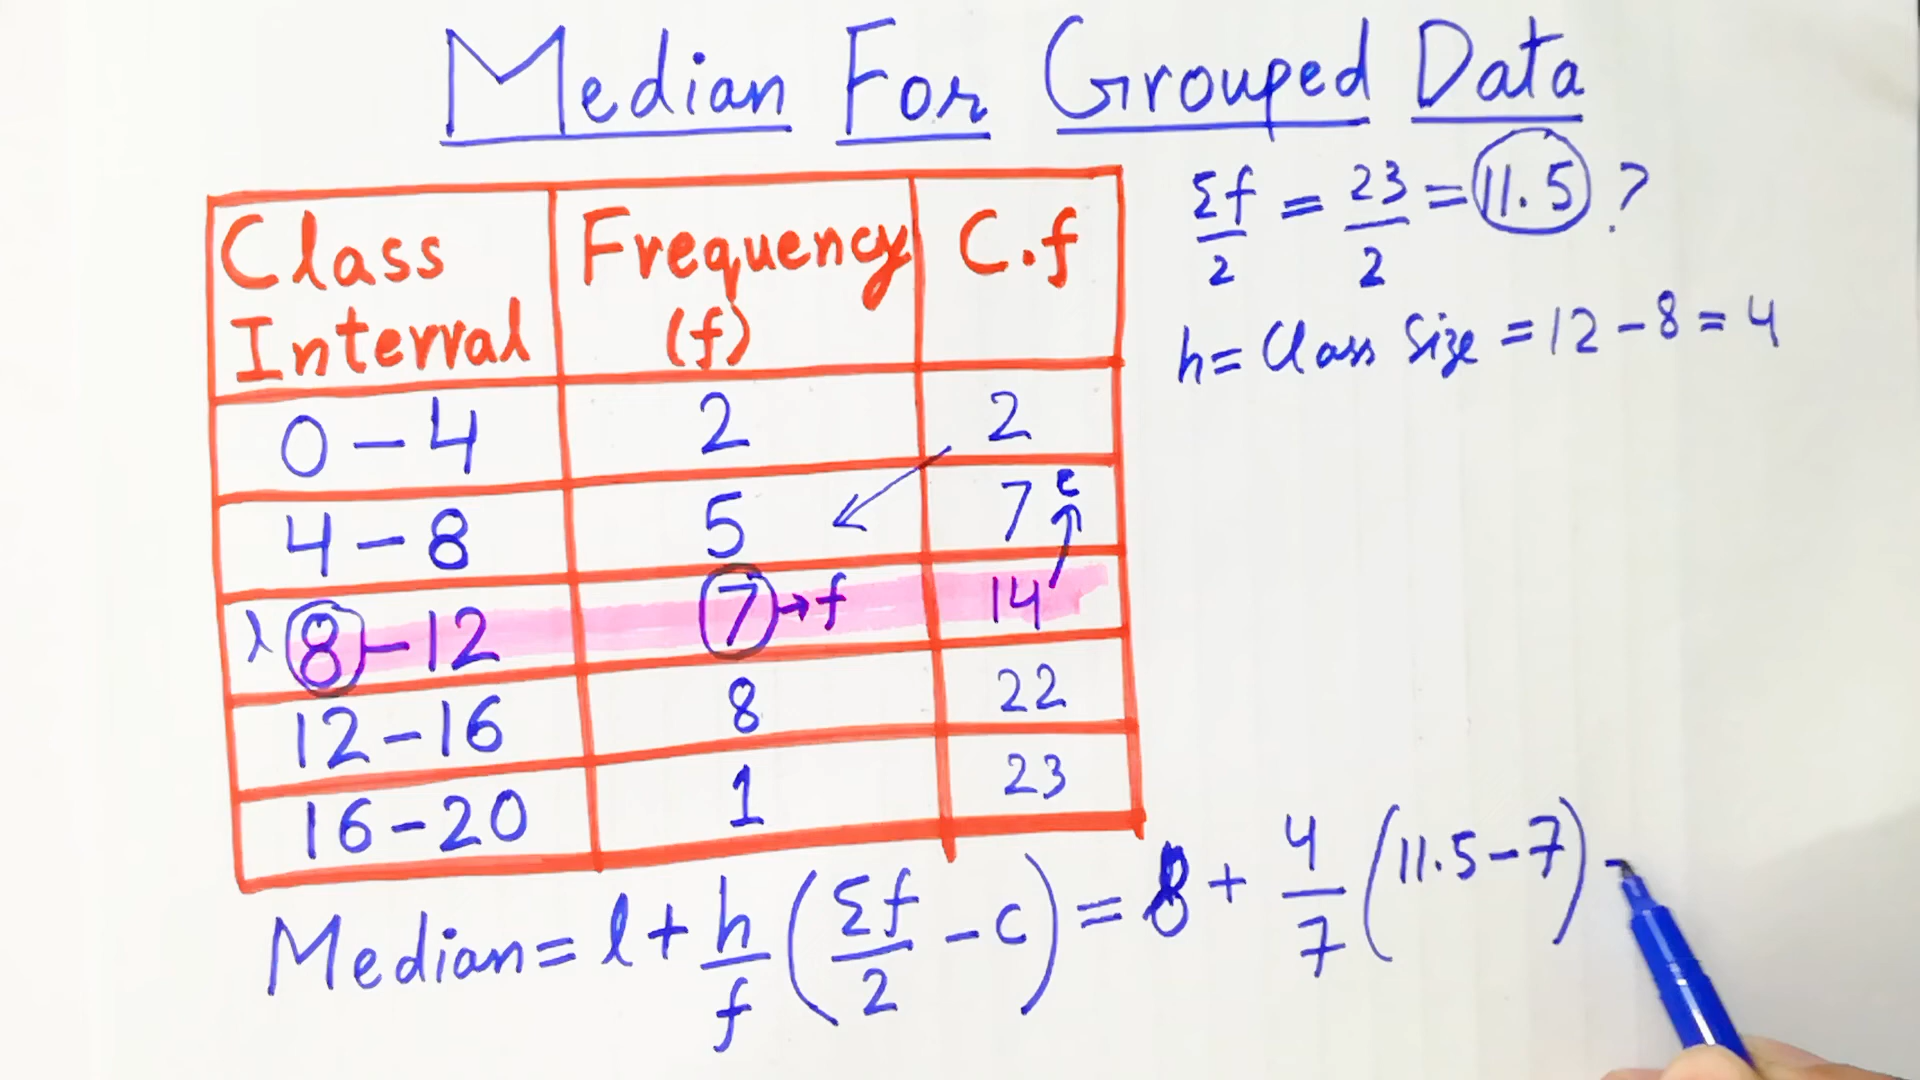 Median For Grouped Data
Σf/2 = 23/2 = 11.5 ?
h = Class Size = 12 - 8 = 4
Class Interval Frequency (f) C.f
0 - 4 2 2
4 - 8 5 7 c
l 8 - 12 7 → f 14
12 - 16 8 22
16 - 20 1 23
Median = l + h/f (Σf/2 - c) = 8 + 4/7 (11.5 - 7) -